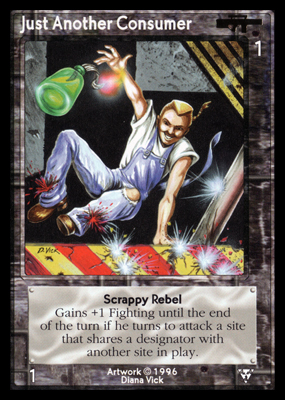 Just Another Consumer
1
D. VICK
Scrappy Rebel
Gains +1 Fighting until the end
of the turn if he turns to attack a site
that shares a designator with
another site in play.
1
Artwork © 1996
Diana Vick